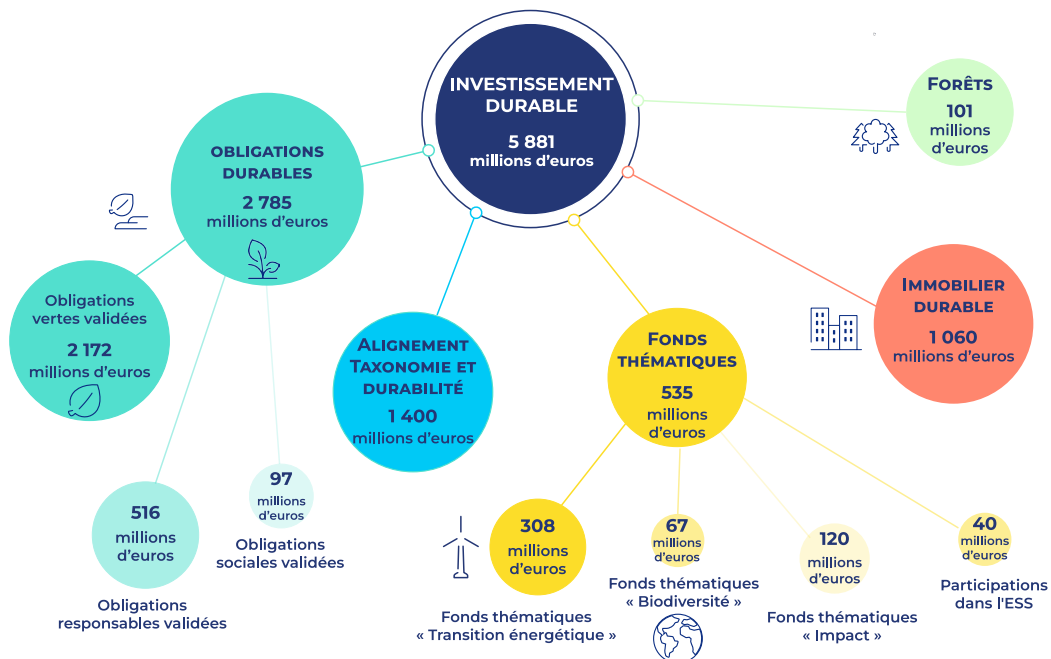 INVESTISSEMENT
DURABLE
5 881
millions d'euros
FORÊTS
101
millions
d'euros
OBLIGATIONS
DURABLES
2 785
millions d'euros
Obligations
vertes validées
2 172
millions d'euros
ALIGNEMENT
TAXONOMIE ET
DURABILITÉ
1 400
millions d'euros
FONDS
THÉMATIQUES
535
millions
d'euros
IMMOBILIER
DURABLE
1 060
millions d'euros
516
millions
d'euros
Obligations
responsables validées
97
millions
d'euros
Obligations
sociales validées
308
millions
d'euros
Fonds thématiques
« Transition énergétique »
67
millions
d'euros
Fonds thématiques
« Biodiversité »
120
millions
d'euros
Fonds thématiques
« Impact »
40
millions
d'euros
Participations
dans l'ESS